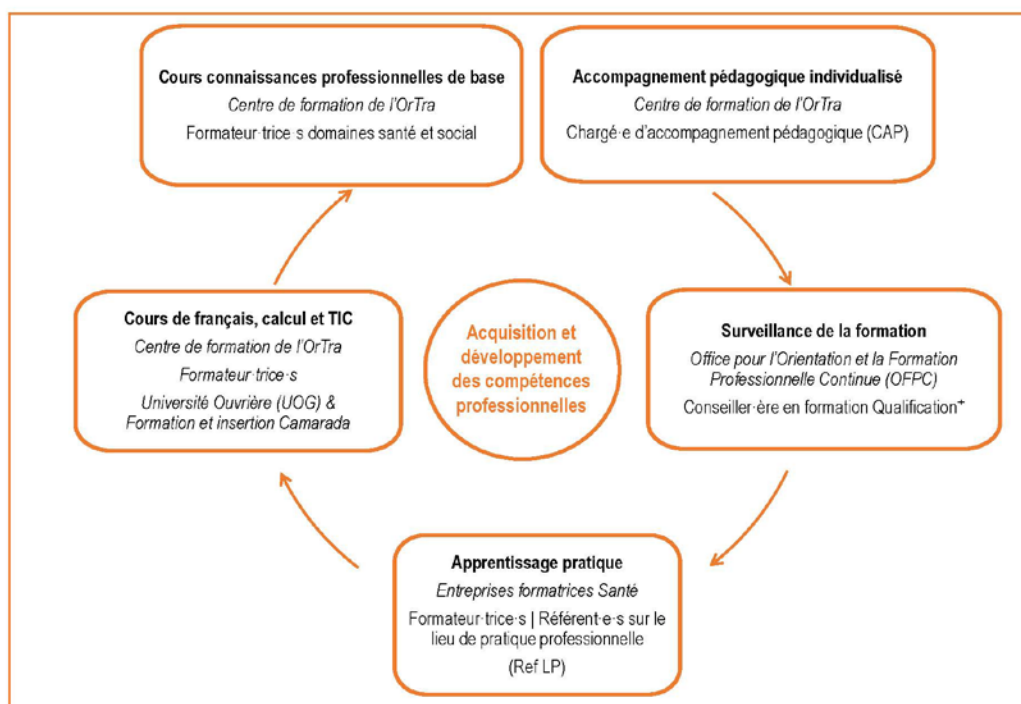 Cours connaissances professionnelles de base
Centre de formation de l'OrTra
Formateur·trice·s domaines santé et social
Accompagnement pédagogique individualisé
Centre de formation de l'OrTra
Chargé·e d'accompagnement pédagogique (CAP)
Cours de français, calcul et TIC
Centre de formation de l'OrTra
Formateur·trice·s
Université Ouvrière (UOG) &
Formation et insertion Camarada
Acquisition et
développement
des compétences
professionnelles
Surveillance de la formation
Office pour l'Orientation et la Formation
Professionnelle Continue (OFPC)
Conseiller·ère en formation Qualification⁺
Apprentissage pratique
Entreprises formatrices Santé
Formateur·trice·s | Référent·e·s sur le
lieu de pratique professionnelle
(Ref LP)